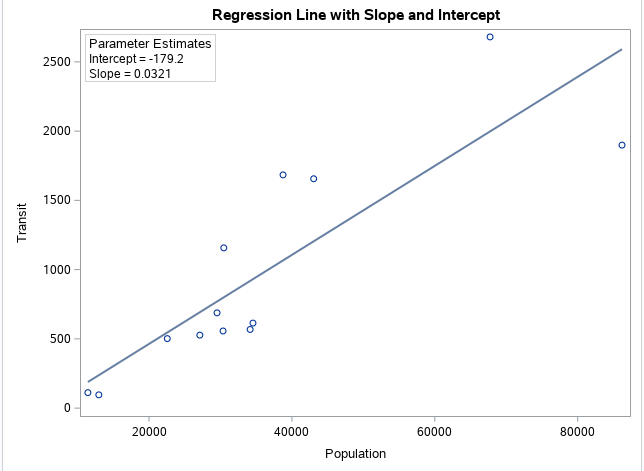 Regression Line with Slope and Intercept
Parameter Estimates
Intercept = -179.2
Slope = 0.0321
2500
2000
1500
1000
500
0
Transit
20000 40000 60000 80000
Population